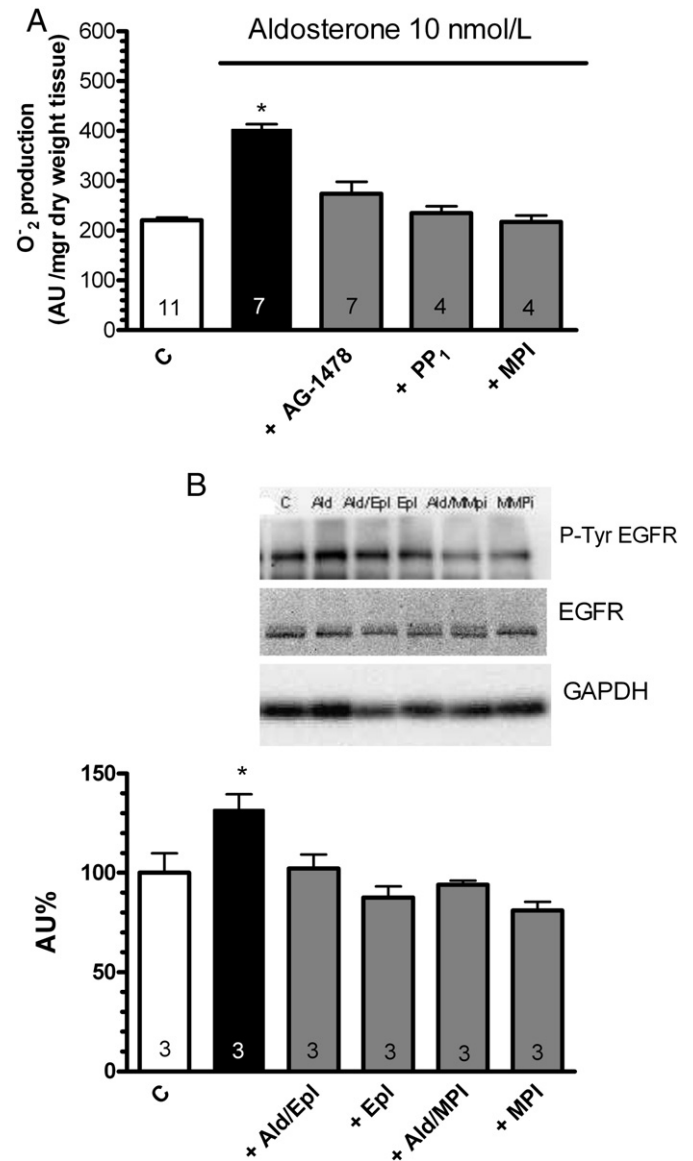 A
Aldosterone 10 nmol/L
O-2 production
(AU /mgr dry weight tissue)
600
500
400
300
200
100
0
*
11
7
7
4
4
C
+ AG-1478
+ PP1
+ MPI
B
C Ald Ald/Epl Epl Ald/MMpi MMPi
P-Tyr EGFR
EGFR
GAPDH
AU%
150
100
50
0
*
3
3
3
3
3
3
C
+ Ald/Epl
+ Epl
+ Ald/MPI
+ MPI